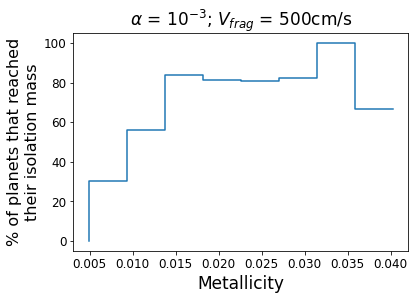 α = 10⁻³; V_frag = 500cm/s
% of planets that reached
their isolation mass
100
80
60
40
20
0
0.005 0.010 0.015 0.020 0.025 0.030 0.035 0.040
Metallicity